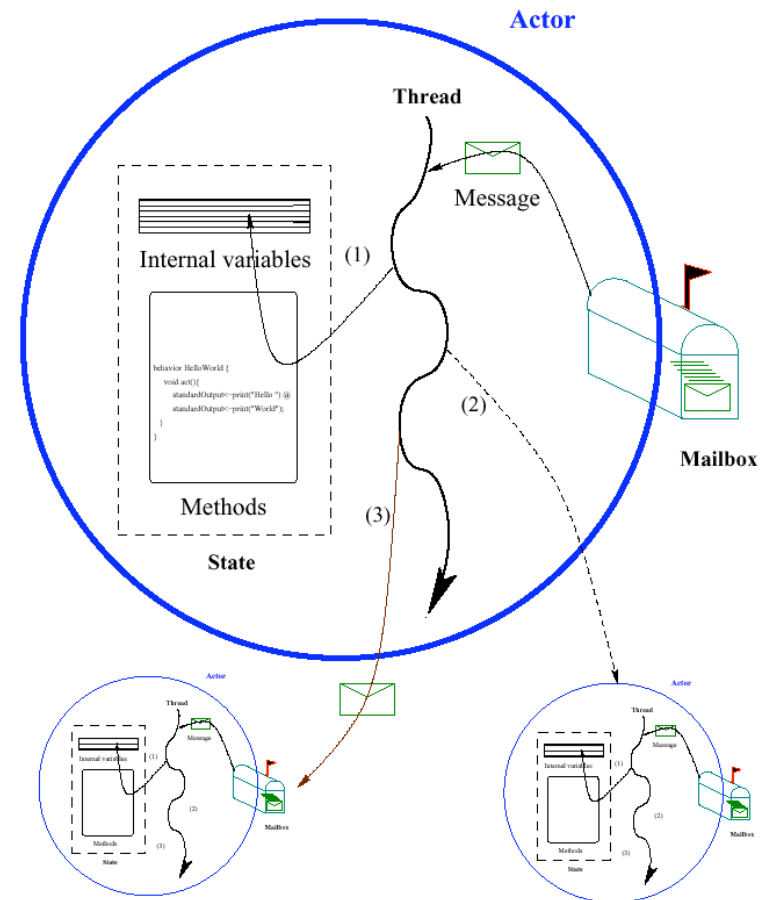 Actor
Thread
Message
Internal variables
(1)
behavior HelloWorld {
void act(){
standardOutput<-print("Hello ") @
standardOutput<-print("World");
}
}
(2)
Mailbox
Methods
(3)
State
Actor
Thread
Message
Internal variables
(1)
(2)
Mailbox
Methods
(3)
State
Actor
Thread
Message
Internal variables
(1)
(2)
Mailbox
Methods
(3)
State